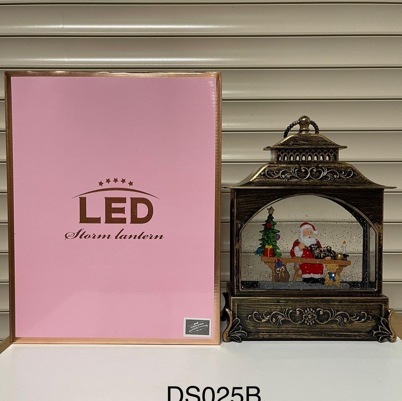 LED
Storm lantern
DS025B